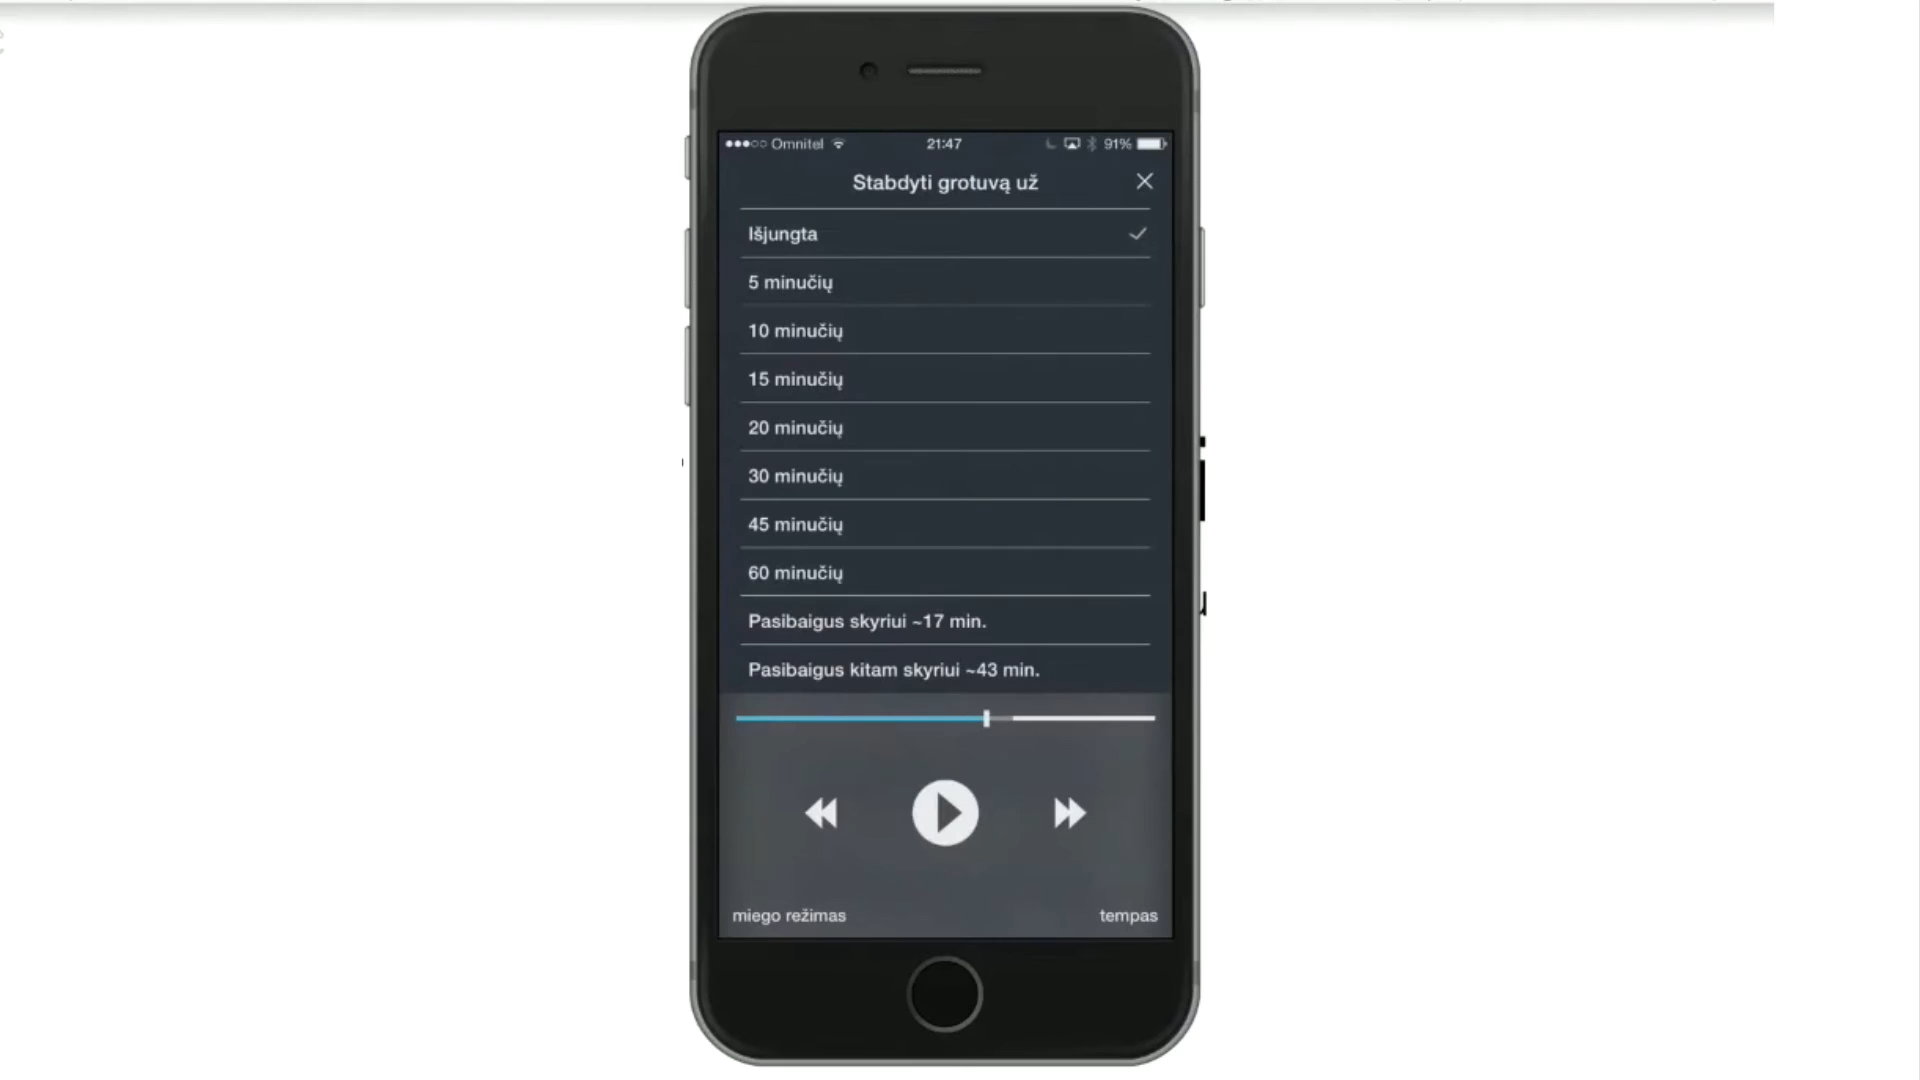 Omnitel 21:47 91%
Stabdyti grotuvą už
Išjungta
5 minučių
10 minučių
15 minučių
20 minučių
30 minučių
45 minučių
60 minučių
Pasibaigus skyriui ~17 min.
Pasibaigus kitam skyriui ~43 min.
miego režimas tempas